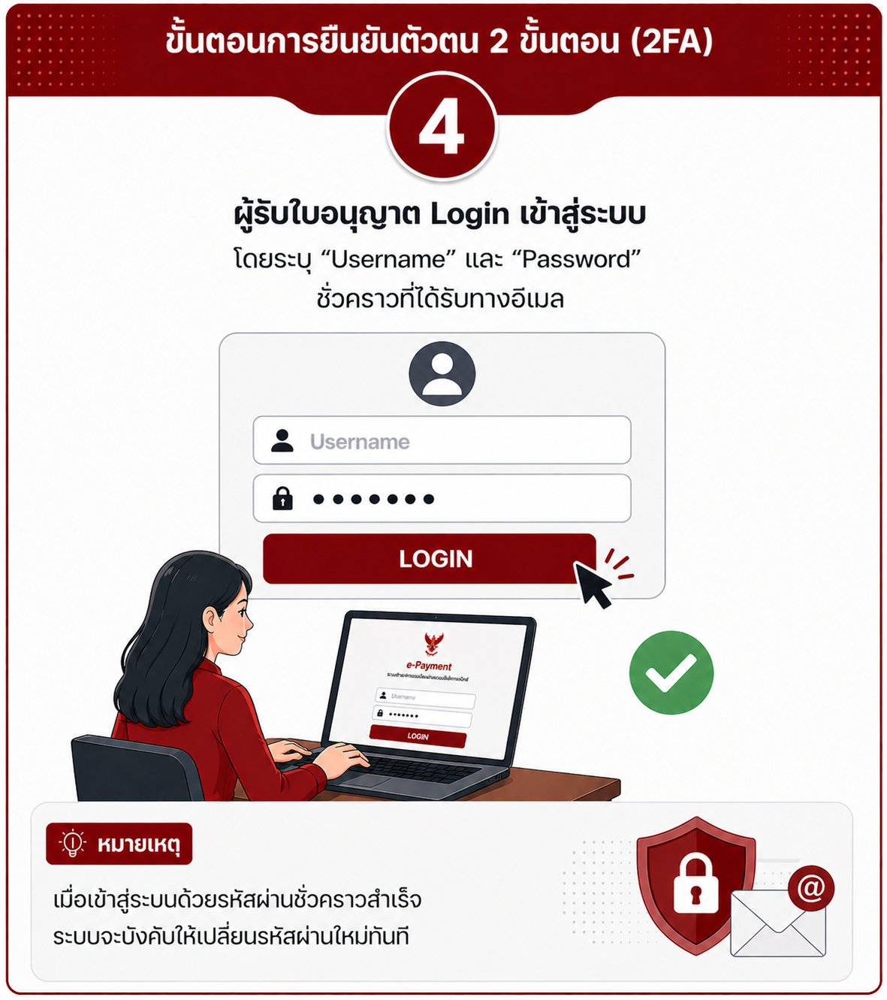 ขั้นตอนการยืนยันตัวตน 2 ขั้นตอน (2FA)
4
ผู้รับใบอนุญาต Login เข้าสู่ระบบ
โดยระบุ “Username” และ “Password”
ชั่วคราวที่ได้รับทางอีเมล
Username
LOGIN
e-Payment
Username
LOGIN
หมายเหตุ
@
เมื่อเข้าสู่ระบนด้วยรหัสผ่านชั่วคราวสำเร็จ
ระบบจะบังคับให้เปลี่ยนรหัสผ่านใหม่ทันที